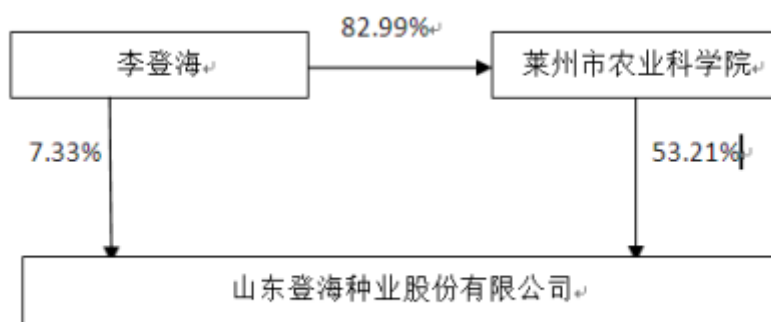 82.99%
李登海
莱州市农业科学院
7.33%
53.21%
山东登海种业股份有限公司